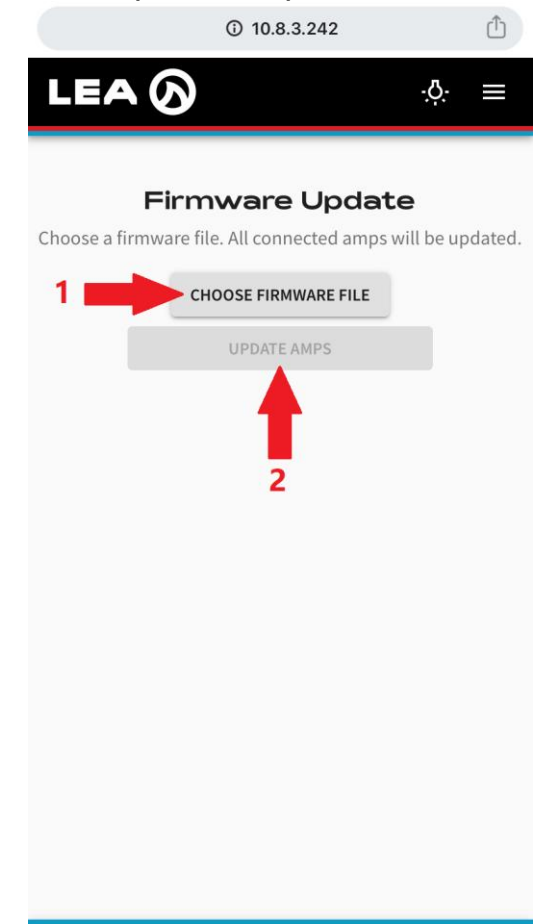 10.8.3.242
LEA
Firmware Update
Choose a firmware file. All connected amps will be updated.
1
CHOOSE FIRMWARE FILE
UPDATE AMPS
2